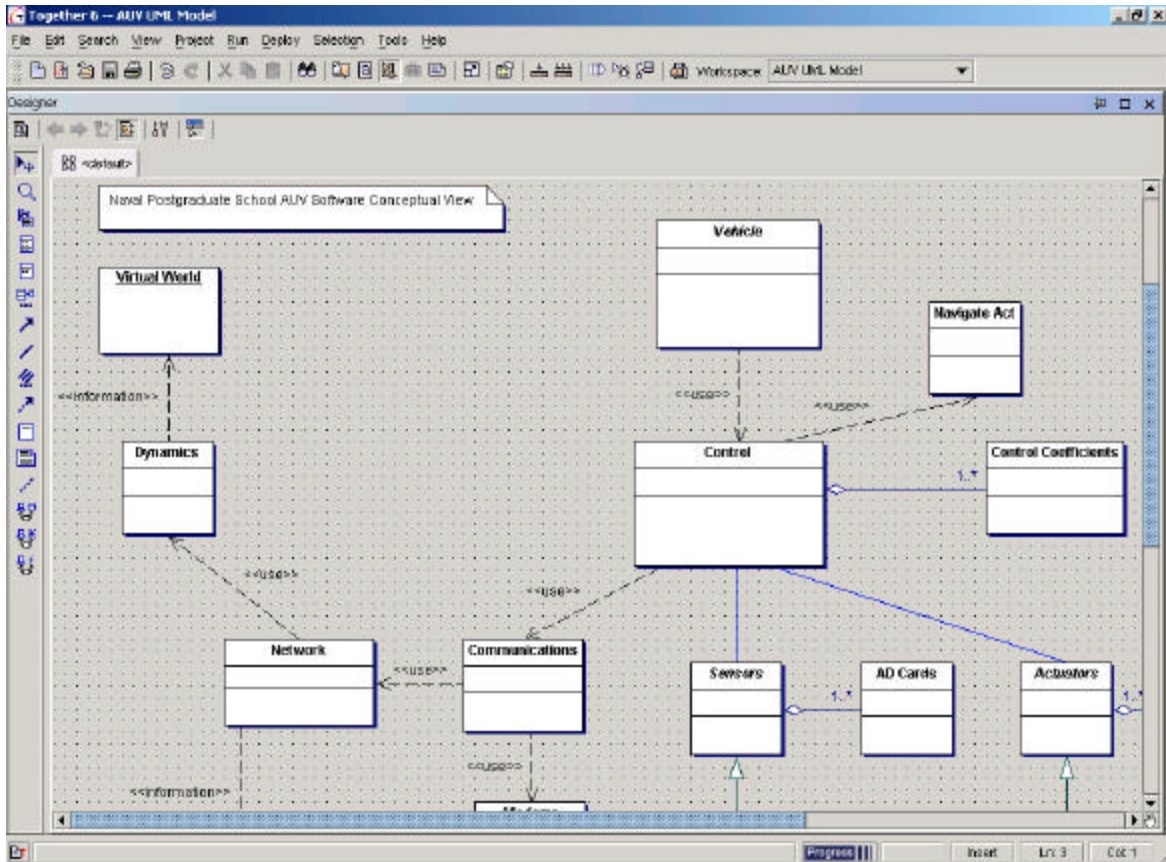 Together 6 -- AUV UML Model
File Edit Search View Project Run Deploy Selection Tools Help
Workspace: AUV UML Model
Designer
<default>
Naval Postgraduate School AUV Software Conceptual View
Vehicle
Virtual World
Navigate Act
<<use>>
<<use>>
<<information>>
Dynamics
Control
Control Coefficients
1..*
<<use>>
<<use>>
Network
Communications
<<use>>
Sensors
AD Cards
Actuators
1..*
1..*
<<use>>
<<information>>
Progress
Insert
Ln: 3
Col: 1